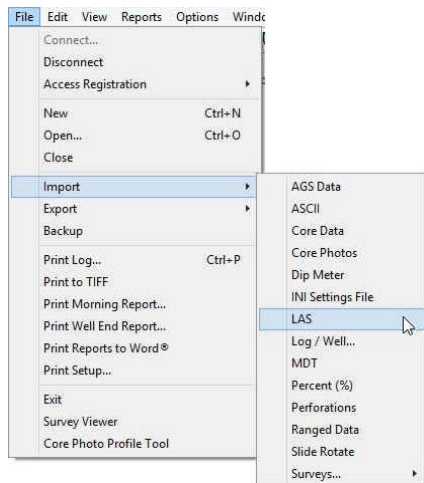 File Edit View Reports Options
Connect...
Disconnect
Access Registration
New Ctrl+N
Open... Ctrl+O
Close
Import
Export
Backup
Print Log... Ctrl+P
Print to TIFF
Print Morning Report...
Print Well End Report...
Print Reports to Word®
Print Setup...
Exit
Survey Viewer
Core Photo Profile Tool
AGS Data
ASCII
Core Data
Core Photos
Dip Meter
INI Settings File
LAS
Log / Well...
MDT
Percent (%)
Perforations
Ranged Data
Slide Rotate
Surveys...